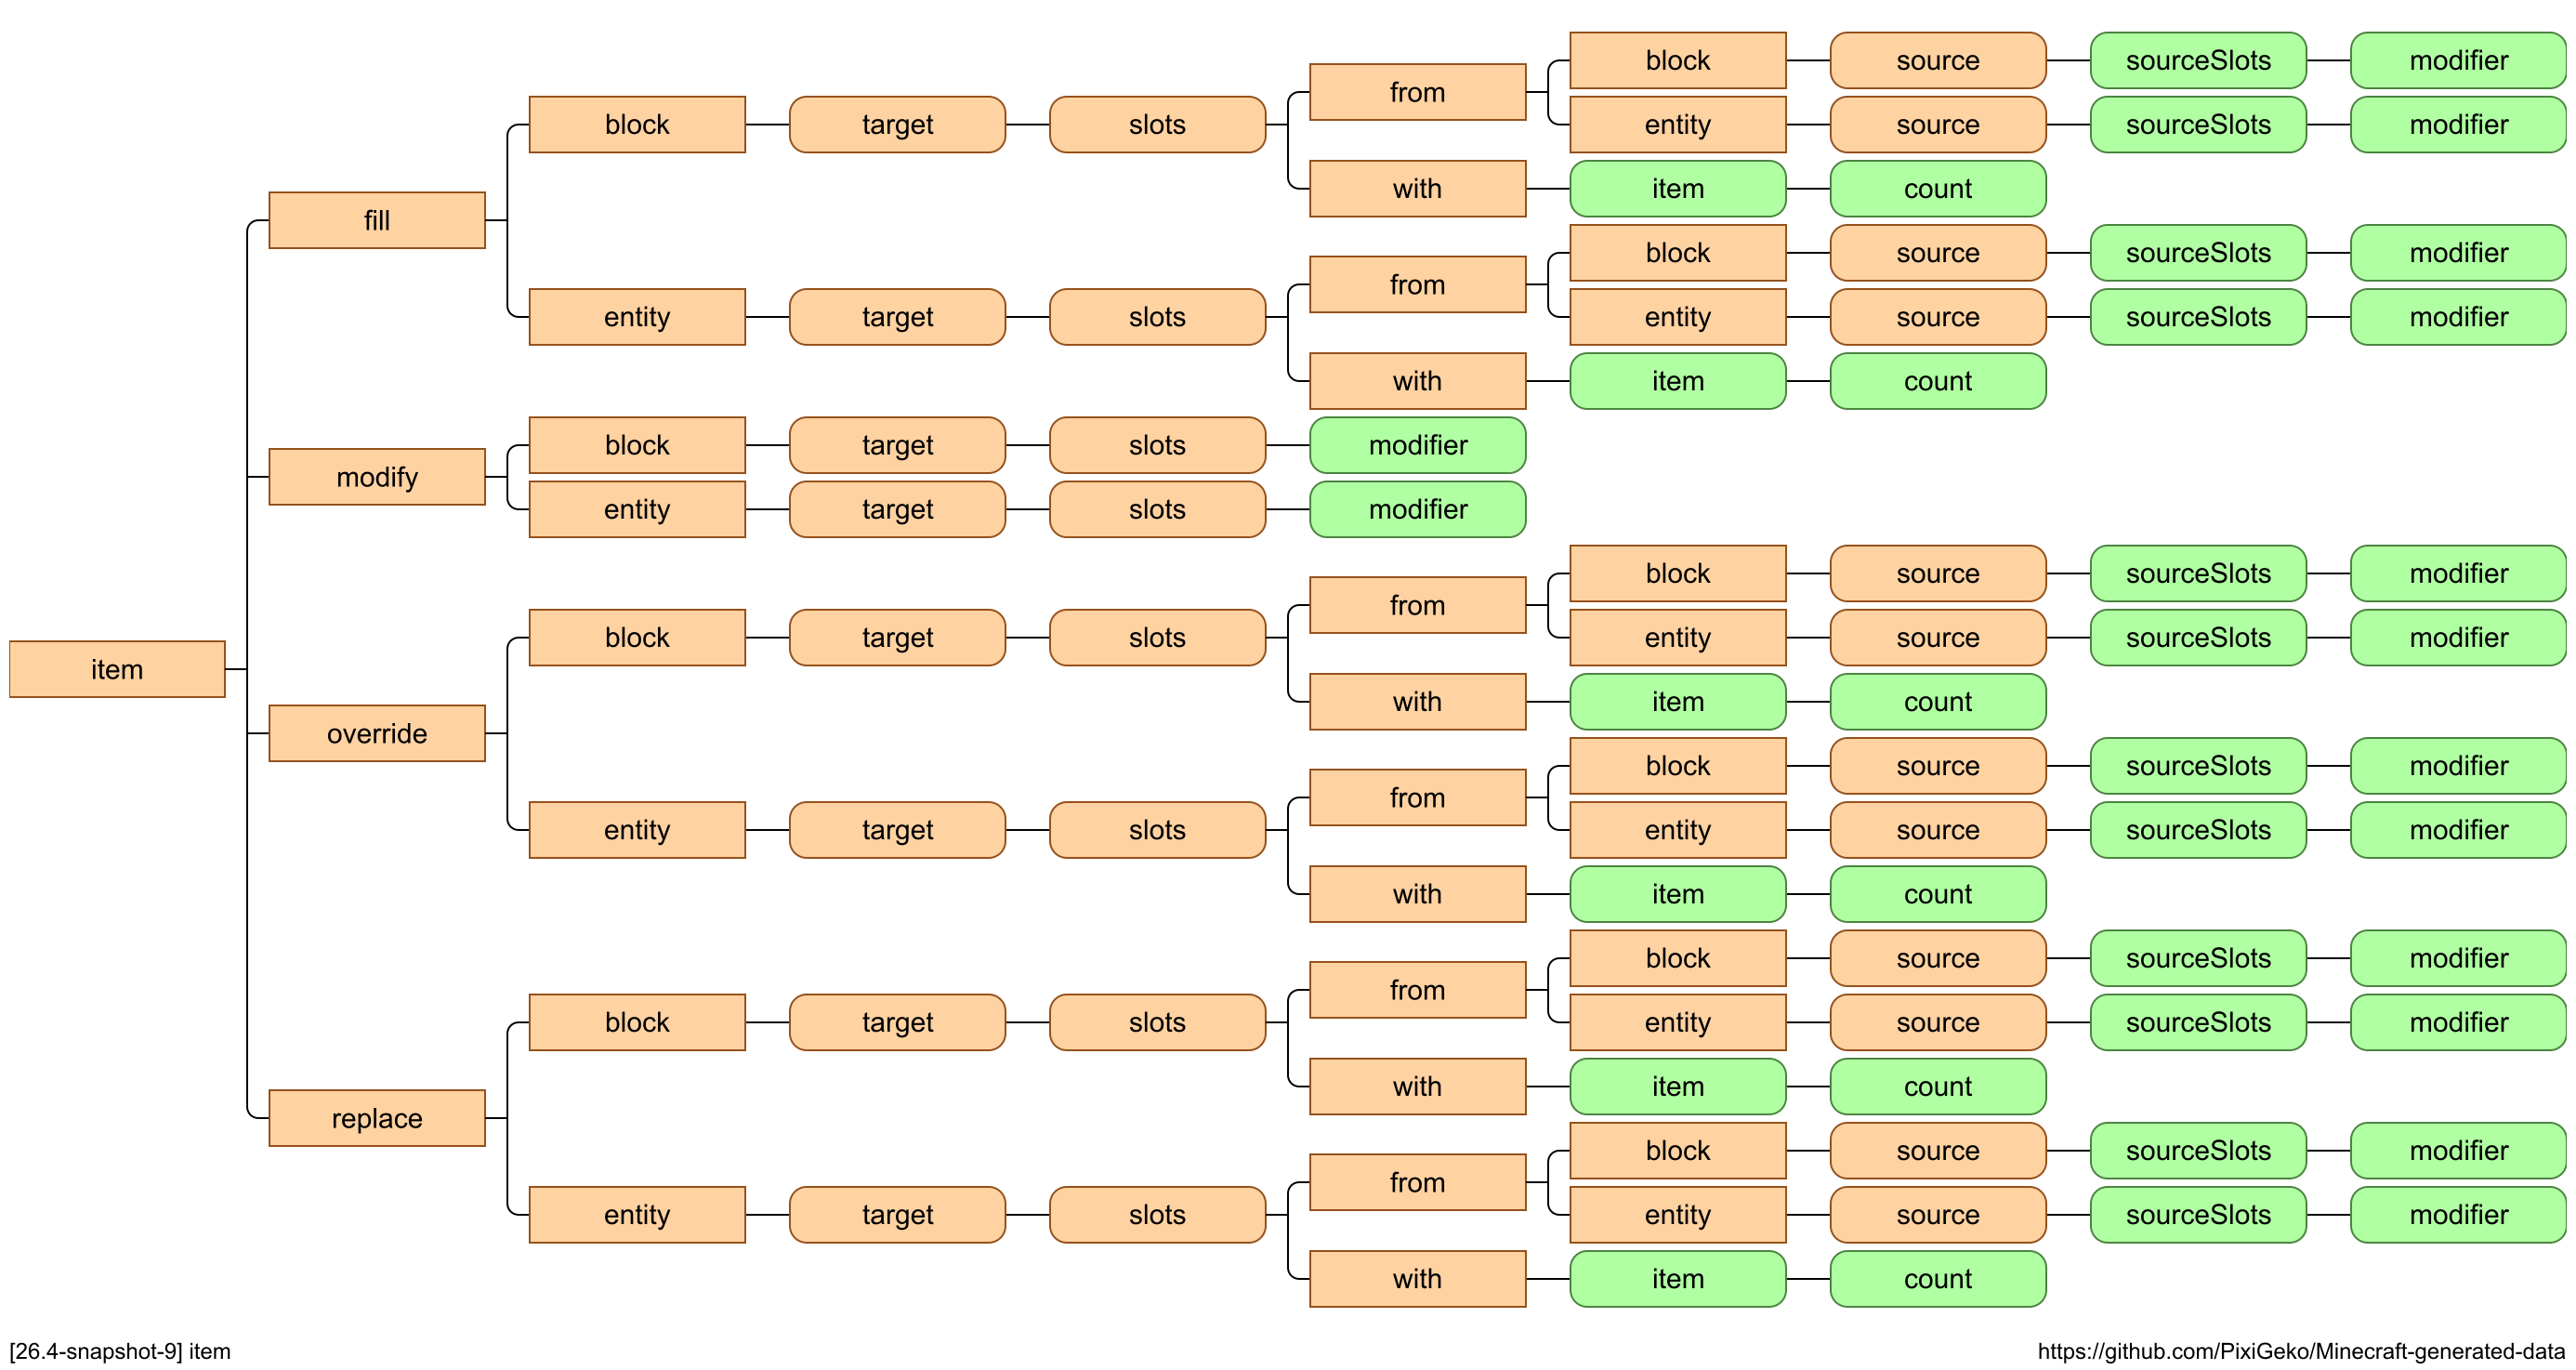 block source sourceSlots modifier
from
block target slots entity source sourceSlots modifier
with item count
fill
block source sourceSlots modifier
from
entity target slots entity source sourceSlots modifier
with item count
block target slots modifier
modify
entity target slots modifier
block source sourceSlots modifier
from
block target slots entity source sourceSlots modifier
item
with item count
override
block source sourceSlots modifier
from
entity target slots entity source sourceSlots modifier
with item count
block source sourceSlots modifier
from
block target slots entity source sourceSlots modifier
with item count
replace
block source sourceSlots modifier
from
entity target slots entity source sourceSlots modifier
with item count
[26.4-snapshot-9] item
https://github.com/PixiGeko/Minecraft-generated-data